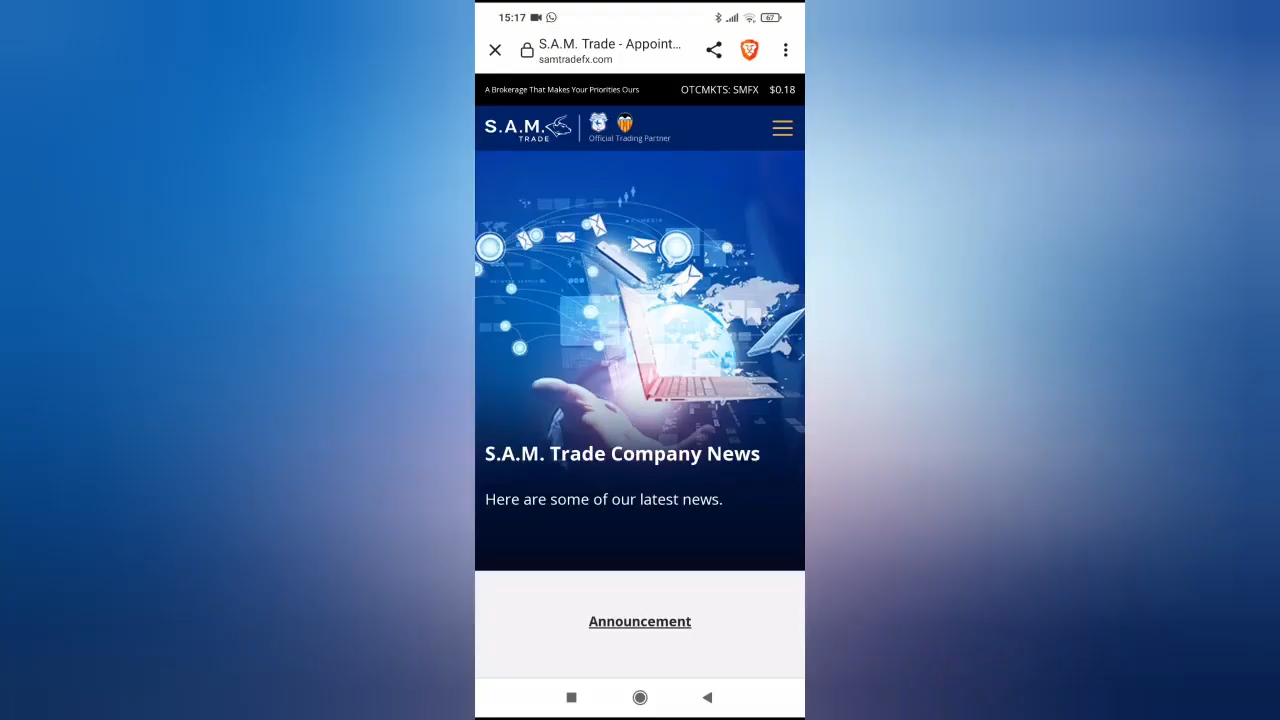 15:17
67
S.A.M. Trade - Appoint...
samtradefx.com
A Brokerage That Makes Your Priorities Ours
OTCMKTS: SMFX $0.18
S.A.M.
TRADE
Official Trading Partner
S.A.M. Trade Company News
Here are some of our latest news.
Announcement